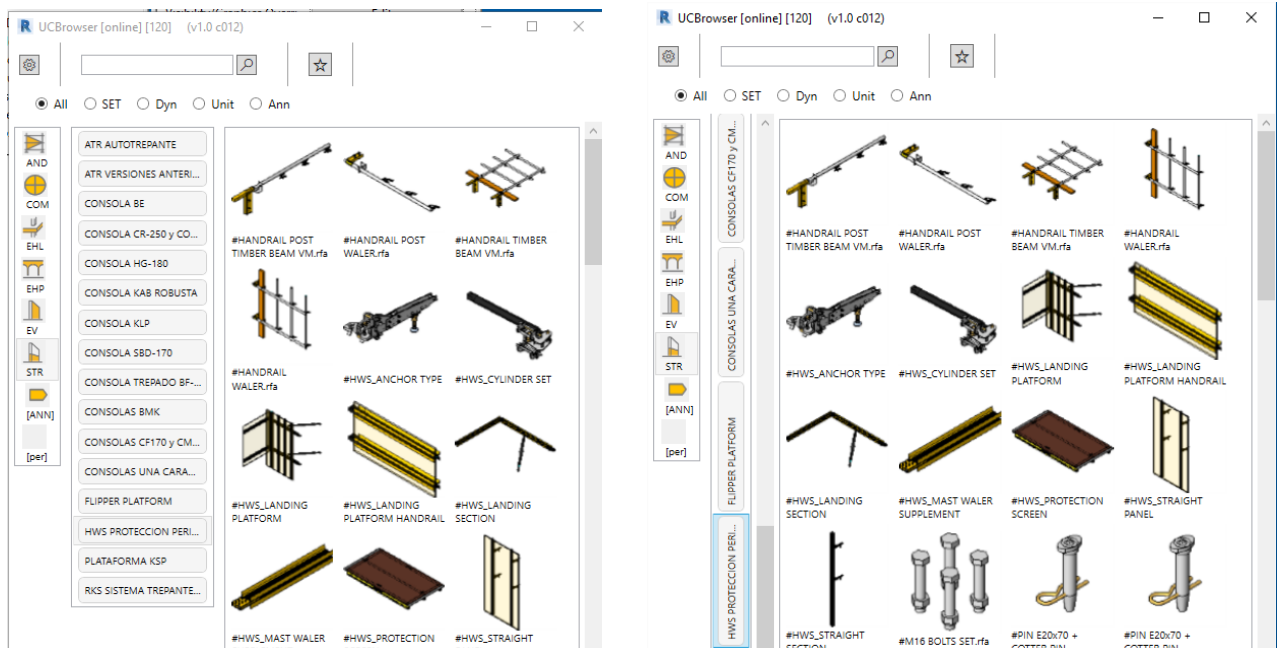 UCBrowser [online] [120] (v1.0 c012)
All SET Dyn Unit Ann
AND
COM
EHL
EHP
EV
STR
[ANN]
[per]
ATR AUTOTREPANTE
ATR VERSIONES ANTERI...
CONSOLA BE
CONSOLA CR-250 y CO...
CONSOLA HG-180
CONSOLA KAB ROBUSTA
CONSOLA KLP
CONSOLA SBD-170
CONSOLA TREPADO BF-...
CONSOLAS BMK
CONSOLAS CF170 y CM...
CONSOLAS UNA CARA...
FLIPPER PLATFORM
HWS PROTECCION PERI...
PLATAFORMA KSP
RKS SISTEMA TREPANTE...
#HANDRAIL POST
TIMBER BEAM VM.rfa
#HANDRAIL POST
WALER.rfa
#HANDRAIL TIMBER
BEAM VM.rfa
#HANDRAIL
WALER.rfa
#HWS_ANCHOR TYPE
#HWS_CYLINDER SET
#HWS_LANDING
PLATFORM
#HWS_LANDING
PLATFORM HANDRAIL
#HWS_LANDING
SECTION
#HWS_MAST WALER
#HWS_PROTECTION
#HWS_STRAIGHT
UCBrowser [online] [120] (v1.0 c012)
All SET Dyn Unit Ann
AND
COM
EHL
EHP
EV
STR
[ANN]
[per]
CONSOLAS CF170 y CM...
CONSOLAS UNA CARA...
FLIPPER PLATFORM
HWS PROTECCION PERI...
#HANDRAIL POST
TIMBER BEAM VM.rfa
#HANDRAIL POST
WALER.rfa
#HANDRAIL TIMBER
BEAM VM.rfa
#HANDRAIL
WALER.rfa
#HWS_ANCHOR TYPE
#HWS_CYLINDER SET
#HWS_LANDING
PLATFORM
#HWS_LANDING
PLATFORM HANDRAIL
#HWS_LANDING
SECTION
#HWS_MAST WALER
SUPPLEMENT
#HWS_PROTECTION
SCREEN
#HWS_STRAIGHT
PANEL
#HWS_STRAIGHT
SECTION
#M16 BOLTS SET.rfa
#PIN E20x70 +
COTTER PIN
#PIN E20x70 +
COTTER PIN